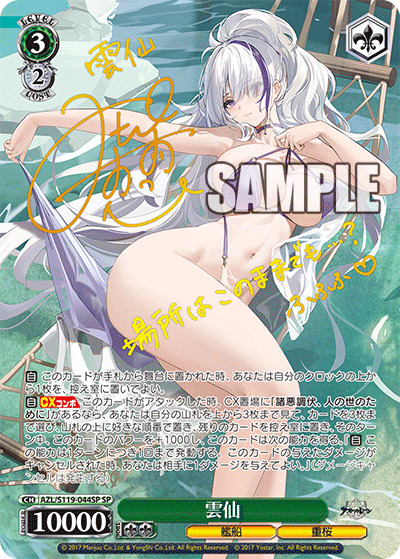 LEVEL
3
2
COST
雲仙
SAMPLE
場所はこのままでも…?
ふふふ♡
自 このカードが手札から舞台に置かれた時、あなたは自分のクロックの上か
ら1枚を、控え室に置いてよい。
自 CXコンボ このカードがアタックした時、CX置場に「諸悪調伏、人の世のた
めに」があるなら、あなたは自分の山札を上から3枚まで見て、カードを3枚ま
で選び、山札の上に好きな順番で置き、残りのカードを控え室に置き、そのター
ン中、このカードのパワーを+1000し、このカードは次の能力を得る。『自 こ
の能力は1ターンにつき1回まで発動する。このカードの与えたダメージが
キャンセルされた時、あなたは相手に1ダメージを与えてよい。』(ダメージキャ
ンセルは発生する)
CH AZL/S119-044SP SP
POWER
10000
雲仙
艦船
重桜
アズールレーン
© 2017 Manjuu Co.,Ltd. & YongShi Co.,Ltd. All Rights Reserved. © 2017 Yostar, Inc. All Rights Reserved.